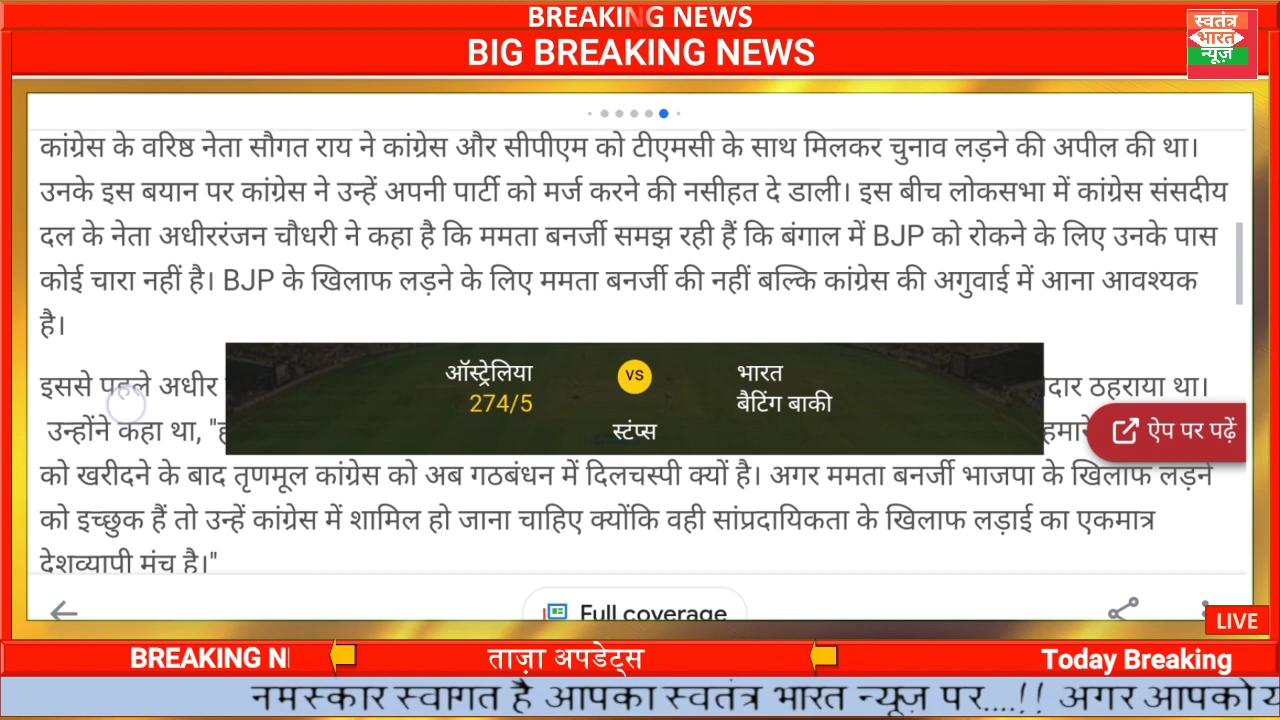 BREAKING NEWS
BIG BREAKING NEWS
स्वतंत्र
भारत
न्यूज़
कांग्रेस के वरिष्ठ नेता सौगत राय ने कांग्रेस और सीपीएम को टीएमसी के साथ मिलकर चुनाव लड़ने की अपील की था।
उनके इस बयान पर कांग्रेस ने उन्हें अपनी पार्टी को मर्ज करने की नसीहत दे डाली। इस बीच लोकसभा में कांग्रेस संसदीय
दल के नेता अधीररंजन चौधरी ने कहा है कि ममता बनर्जी समझ रही हैं कि बंगाल में BJP को रोकने के लिए उनके पास
कोई चारा नहीं है। BJP के खिलाफ लड़ने के लिए ममता बनर्जी की नहीं बल्कि कांग्रेस की अगुवाई में आना आवश्यक
है।
ऑस्ट्रेलिया VS भारत
274/5 बैटिंग बाकी
स्टंप्स
इससे पहले अधीर ठहराया था।
उन्होंने कहा था, "
ऐप पर पढ़ें
को खरीदने के बाद तृणमूल कांग्रेस को अब गठबंधन में दिलचस्पी क्यों है। अगर ममता बनर्जी भाजपा के खिलाफ लड़ने
को इच्छुक हैं तो उन्हें कांग्रेस में शामिल हो जाना चाहिए क्योंकि वही सांप्रदायिकता के खिलाफ लड़ाई का एकमात्र
देशव्यापी मंच है।"
Full coverage
LIVE
BREAKING N ताज़ा अपडेट्स Today Breaking
नमस्कार स्वागत है आपका स्वतंत्र भारत न्यूज़ पर....!! अगर आपको